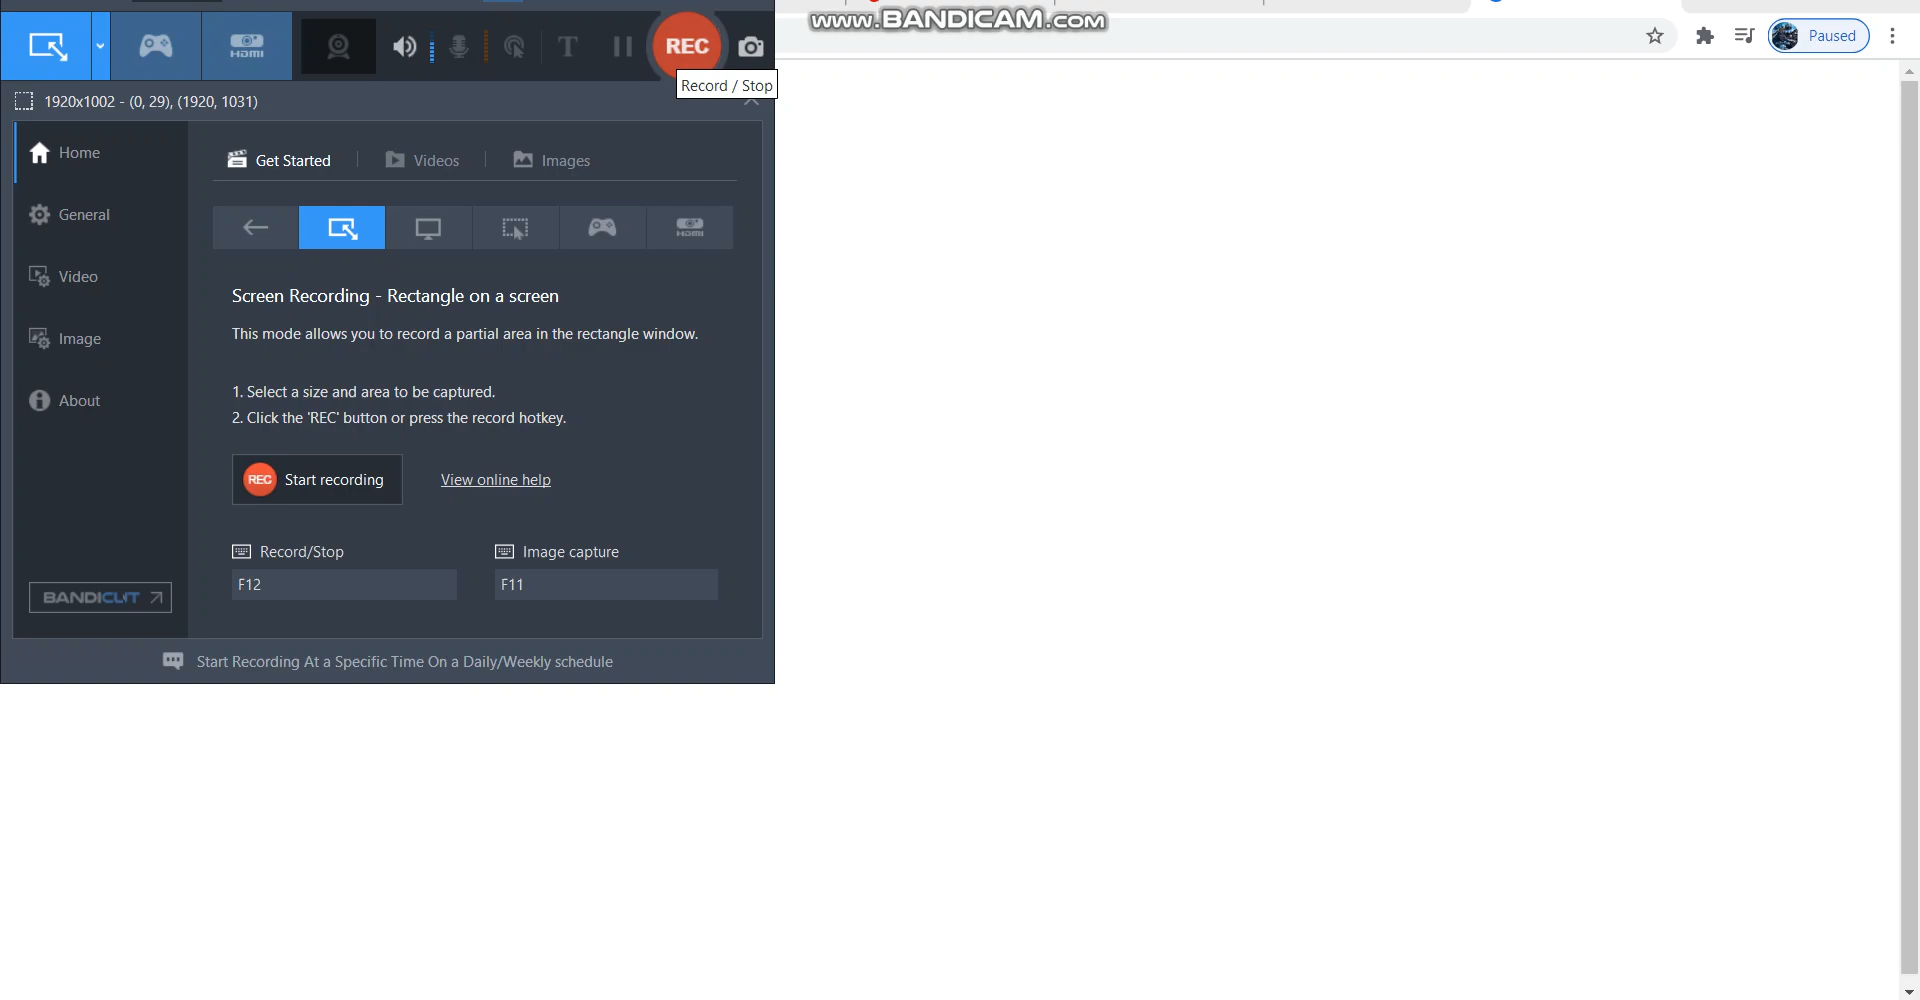 www.BANDICAM.com
HDMI
T
REC
Paused
Record / Stop
1920x1002 - (0, 29), (1920, 1031)
Home
General
Video
Image
About
BANDICUT
Get Started
Videos
Images
HDMI
Screen Recording - Rectangle on a screen
This mode allows you to record a partial area in the rectangle window.
1. Select a size and area to be captured.
2. Click the 'REC' button or press the record hotkey.
REC Start recording
View online help
Record/Stop
Image capture
F12
F11
Start Recording At a Specific Time On a Daily/Weekly schedule